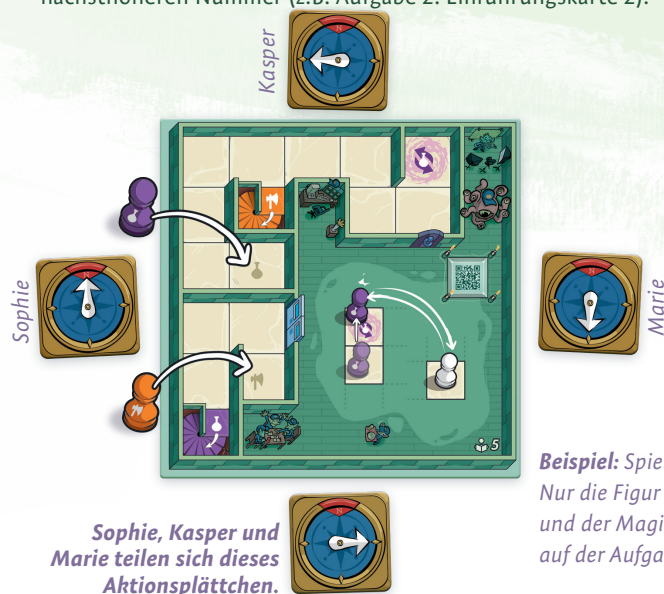 nächsthöheren Nummer (z.B. Aufgabe 2: Einführungskarte 2).
Kasper
N
Sophie
N
Marie
N
5
Beispiel: Spie
Nur die Figur
und der Magi
auf der Aufga
Sophie, Kasper und
Marie teilen sich dieses
Aktionsplättchen.
N